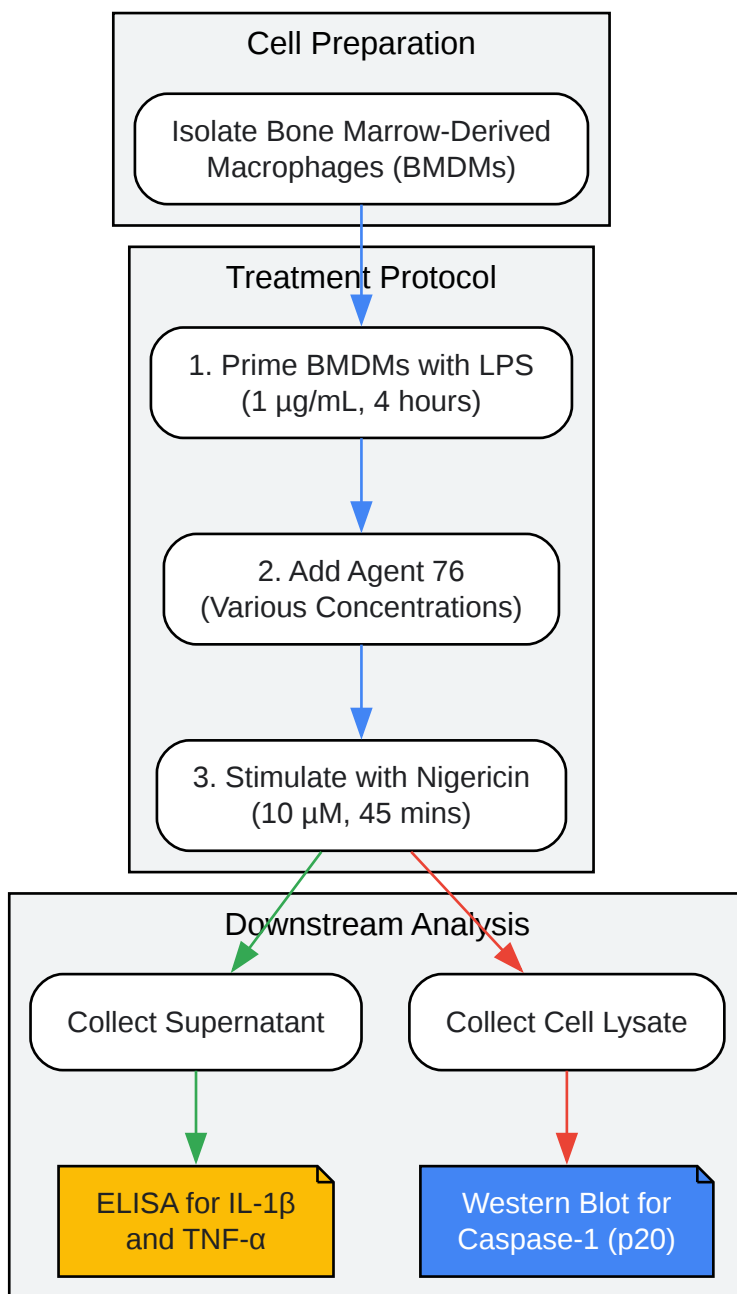 Cell Preparation
Isolate Bone Marrow-Derived
Macrophages (BMDMs)
Treatment Protocol
1. Prime BMDMs with LPS
(1 µg/mL, 4 hours)
2. Add Agent 76
(Various Concentrations)
3. Stimulate with Nigericin
(10 µM, 45 mins)
Downstream Analysis
Collect Supernatant
Collect Cell Lysate
ELISA for IL-1β
and TNF-α
Western Blot for
Caspase-1 (p20)